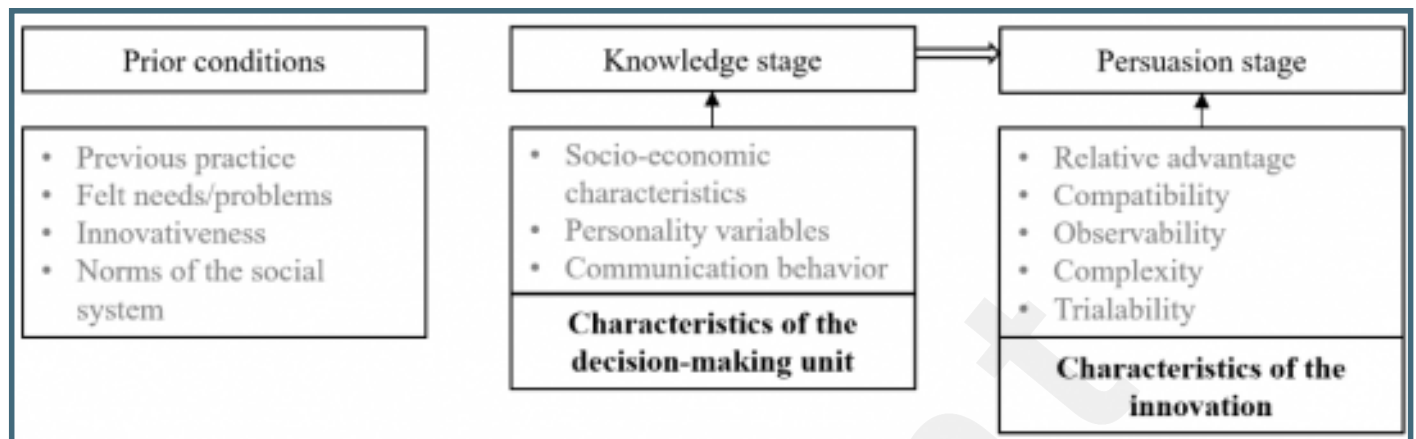 Prior conditions
• Previous practice
• Felt needs/problems
• Innovativeness
• Norms of the social
system
Knowledge stage
• Socio-economic
characteristics
• Personality variables
• Communication behavior
Characteristics of the
decision-making unit
Persuasion stage
• Relative advantage
• Compatibility
• Observability
• Complexity
• Trialability
Characteristics of the
innovation